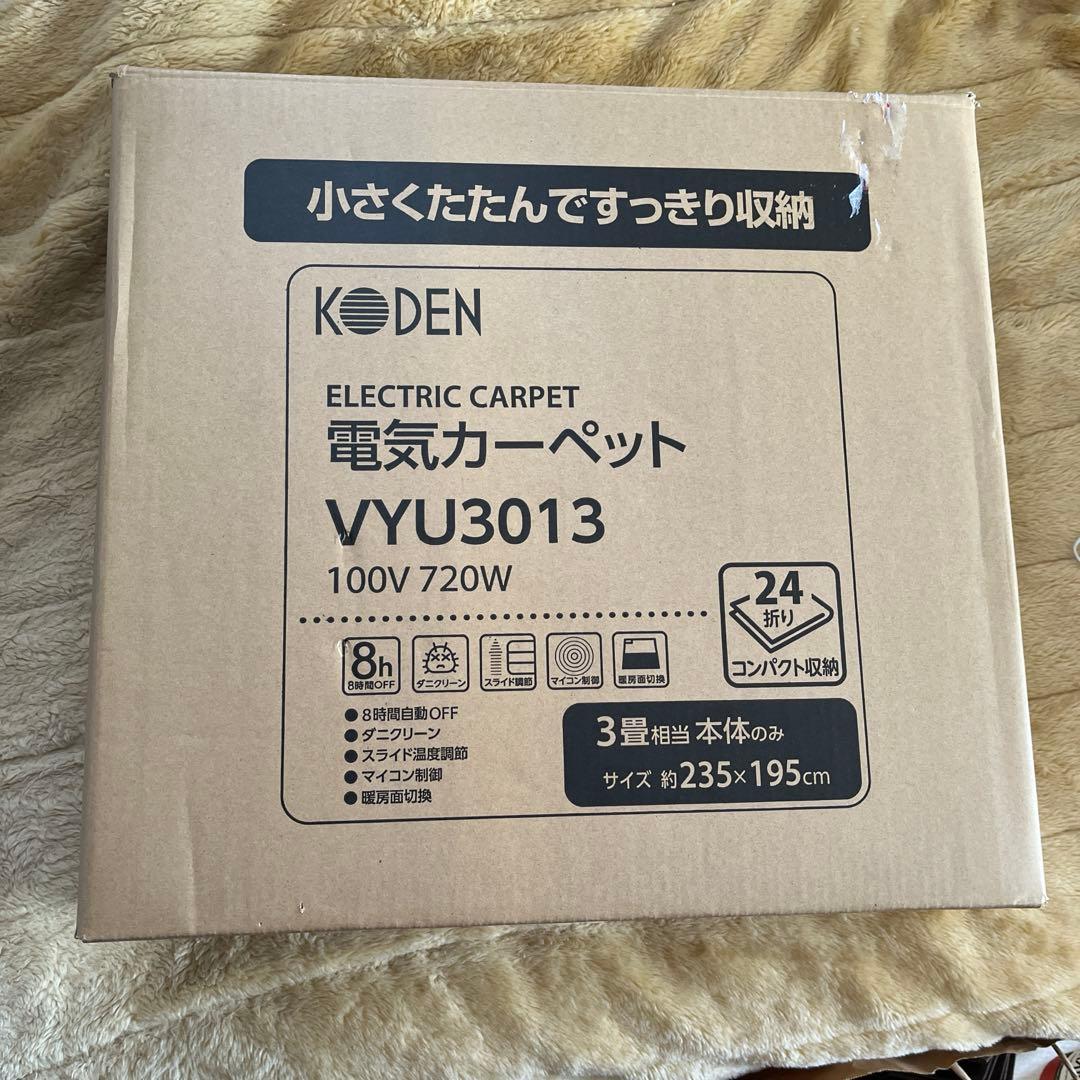 小さくたたんですっきり収納
KODEN
ELECTRIC CARPET
電気カーペット
VYU3013
100V 720W
24
折り
コンパクト収納
8h
8時間OFF
ダニクリーン
スライド調節
マイコン制御
暖房面切換
●8時間自動OFF
●ダニクリーン
●スライド温度調節
●マイコン制御
●暖房面切換
3畳相当 本体のみ
サイズ 約235×195cm